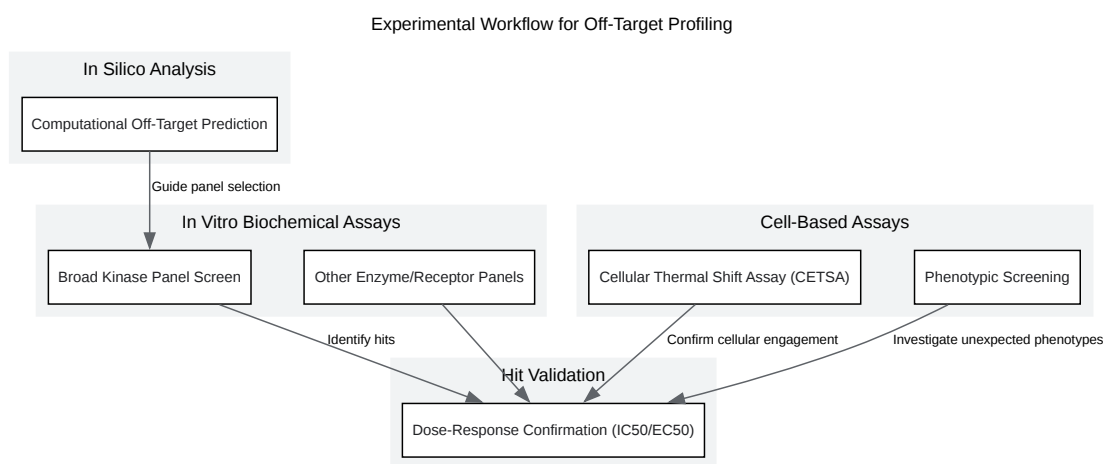 Experimental Workflow for Off-Target Profiling
In Silico Analysis
Computational Off-Target Prediction
Guide panel selection
In Vitro Biochemical Assays
Cell-Based Assays
Broad Kinase Panel Screen
Other Enzyme/Receptor Panels
Cellular Thermal Shift Assay (CETSA)
Phenotypic Screening
Identify hits
Confirm cellular engagement
Investigate unexpected phenotypes
Hit Validation
Dose-Response Confirmation (IC50/EC50)